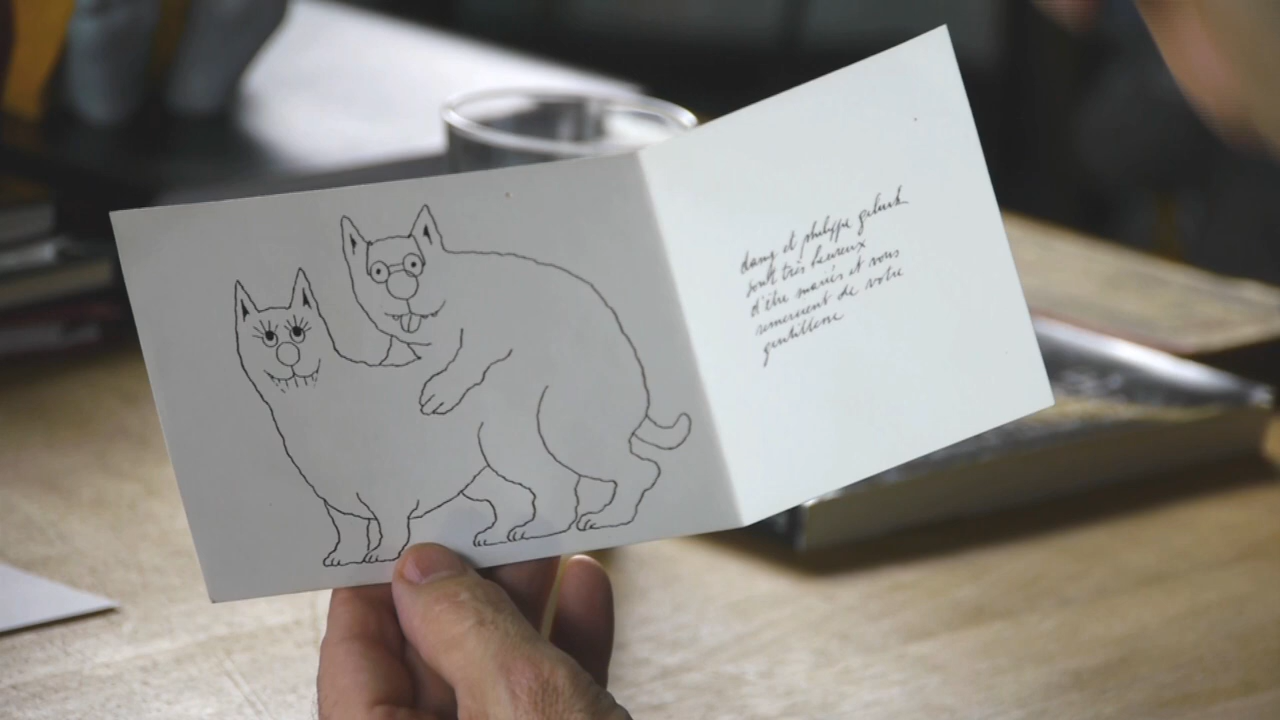 dany et philippe geluck
sont très heureux
d'être mariés et vous
remercient de votre
gentillesse